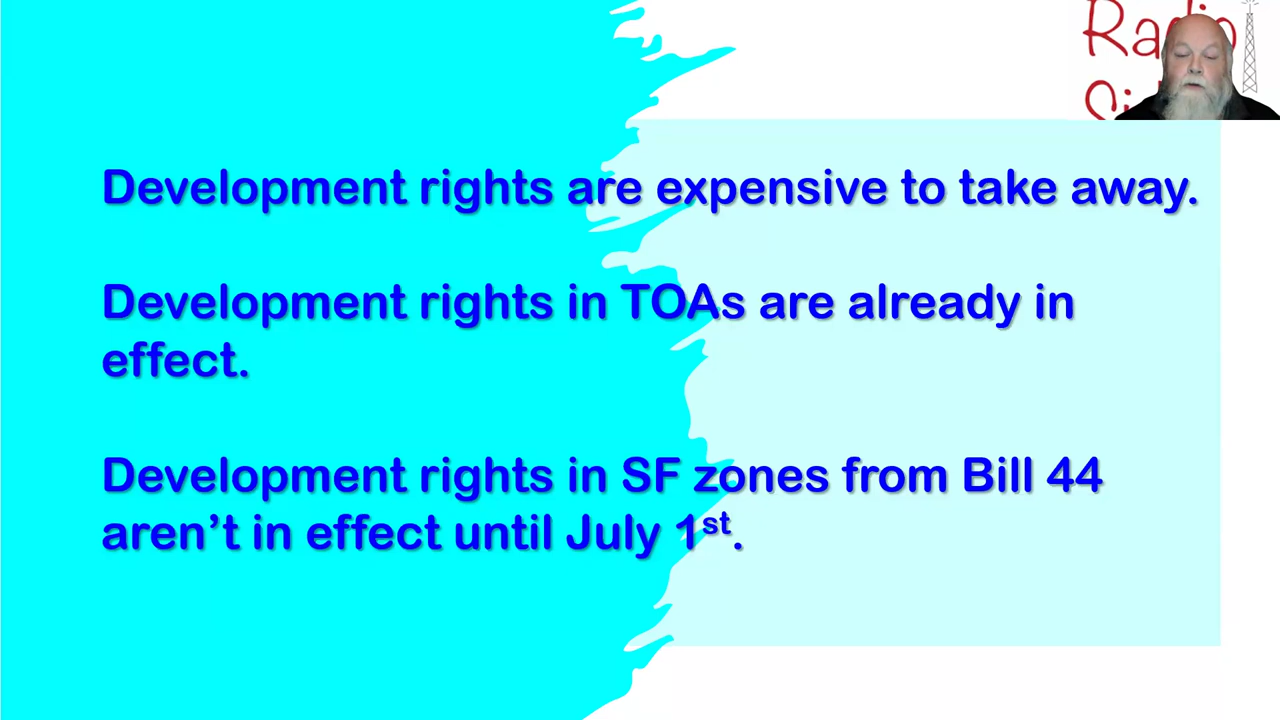 Radio
Development rights are expensive to take away.
Development rights in TOAs are already in
effect.
Development rights in SF zones from Bill 44
aren’t in effect until July 1st.